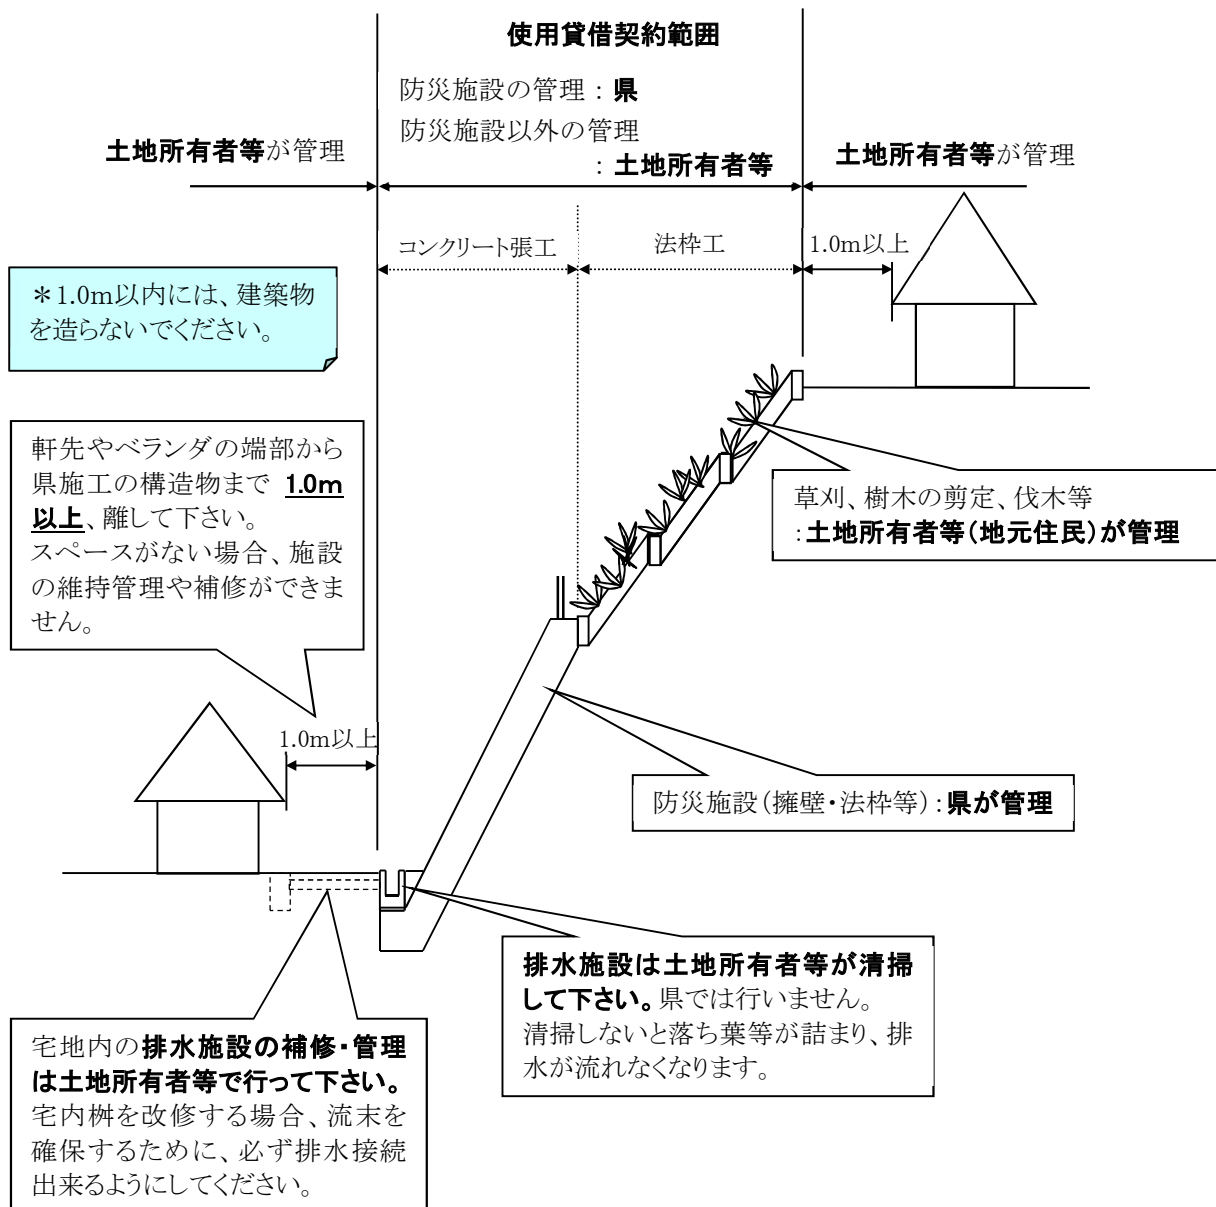 使用貸借契約範囲
防災施設の管理：県
防災施設以外の管理
：土地所有者等
土地所有者等が管理
土地所有者等が管理
コンクリート張工
法枠工
1.0m以上
＊1.0m以内には、建築物
を造らないでください。
軒先やベランダの端部から
県施工の構造物まで 1.0m
以上、離して下さい。
スペースがない場合、施設
の維持管理や補修ができま
せん。
草刈、樹木の剪定、伐木等
：土地所有者等（地元住民）が管理
1.0m以上
防災施設（擁壁・法枠等）：県が管理
排水施設は土地所有者等が清掃
して下さい。県では行いません。
清掃しないと落ち葉等が詰まり、排
水が流れなくなります。
宅地内の排水施設の補修・管理
は土地所有者等で行って下さい。
宅内桝を改修する場合、流末を
確保するために、必ず排水接続
出来るようにしてください。